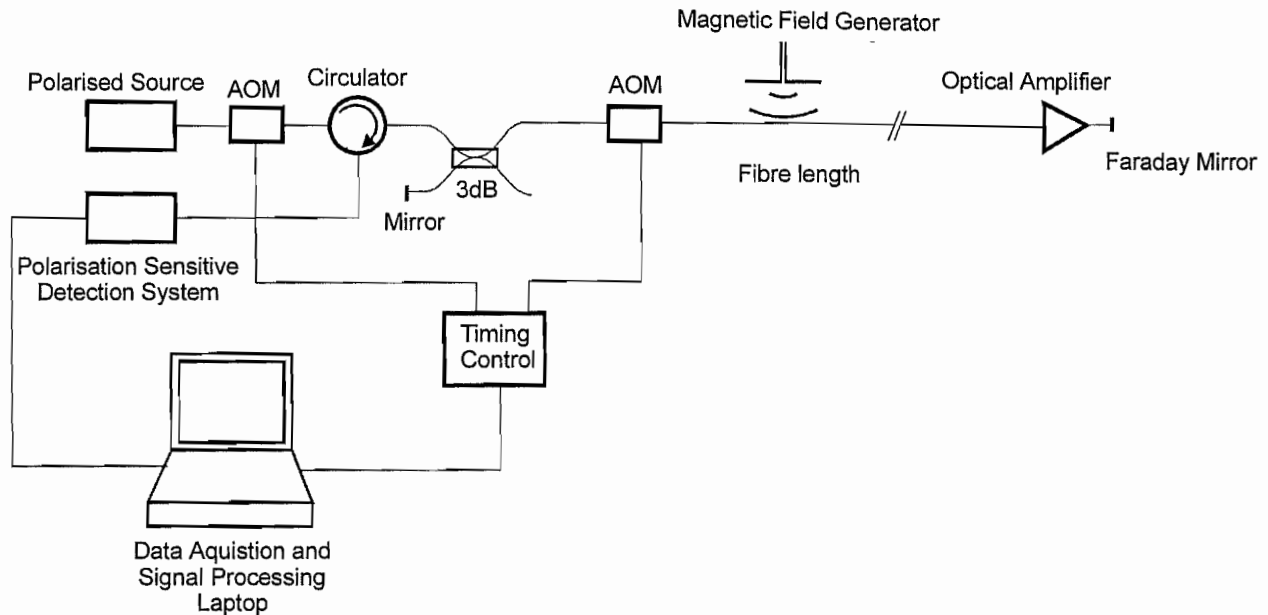 Magnetic Field Generator
Polarised Source
AOM
Circulator
AOM
Optical Amplifier
3dB
Mirror
Fibre length
Faraday Mirror
Polarisation Sensitive
Detection System
Timing
Control
Data Aquistion and
Signal Processing
Laptop